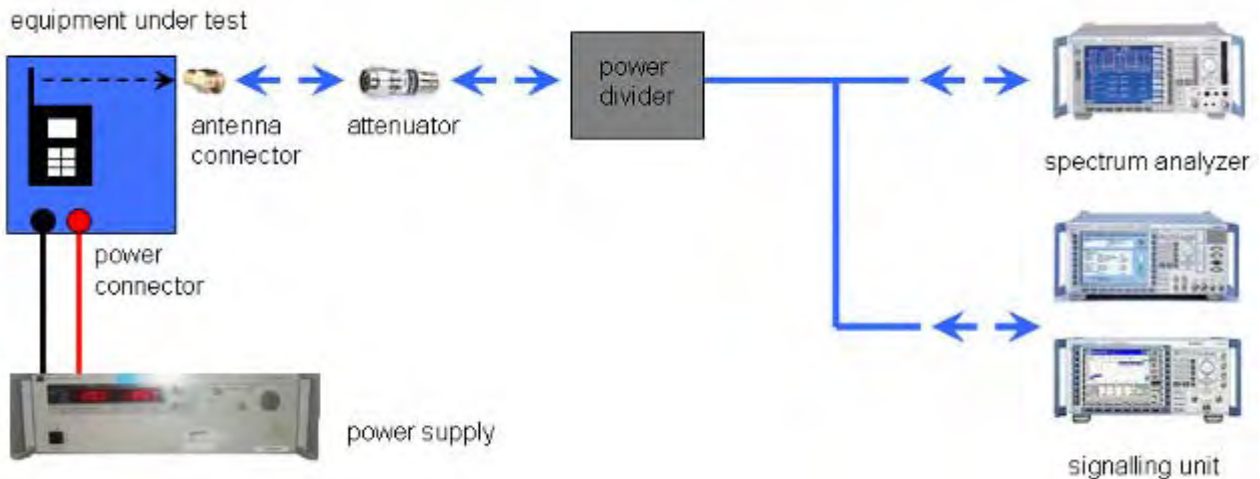 equipment under test
power
divider
antenna
connector
attenuator
spectrum analyzer
power
connector
power supply
signalling unit